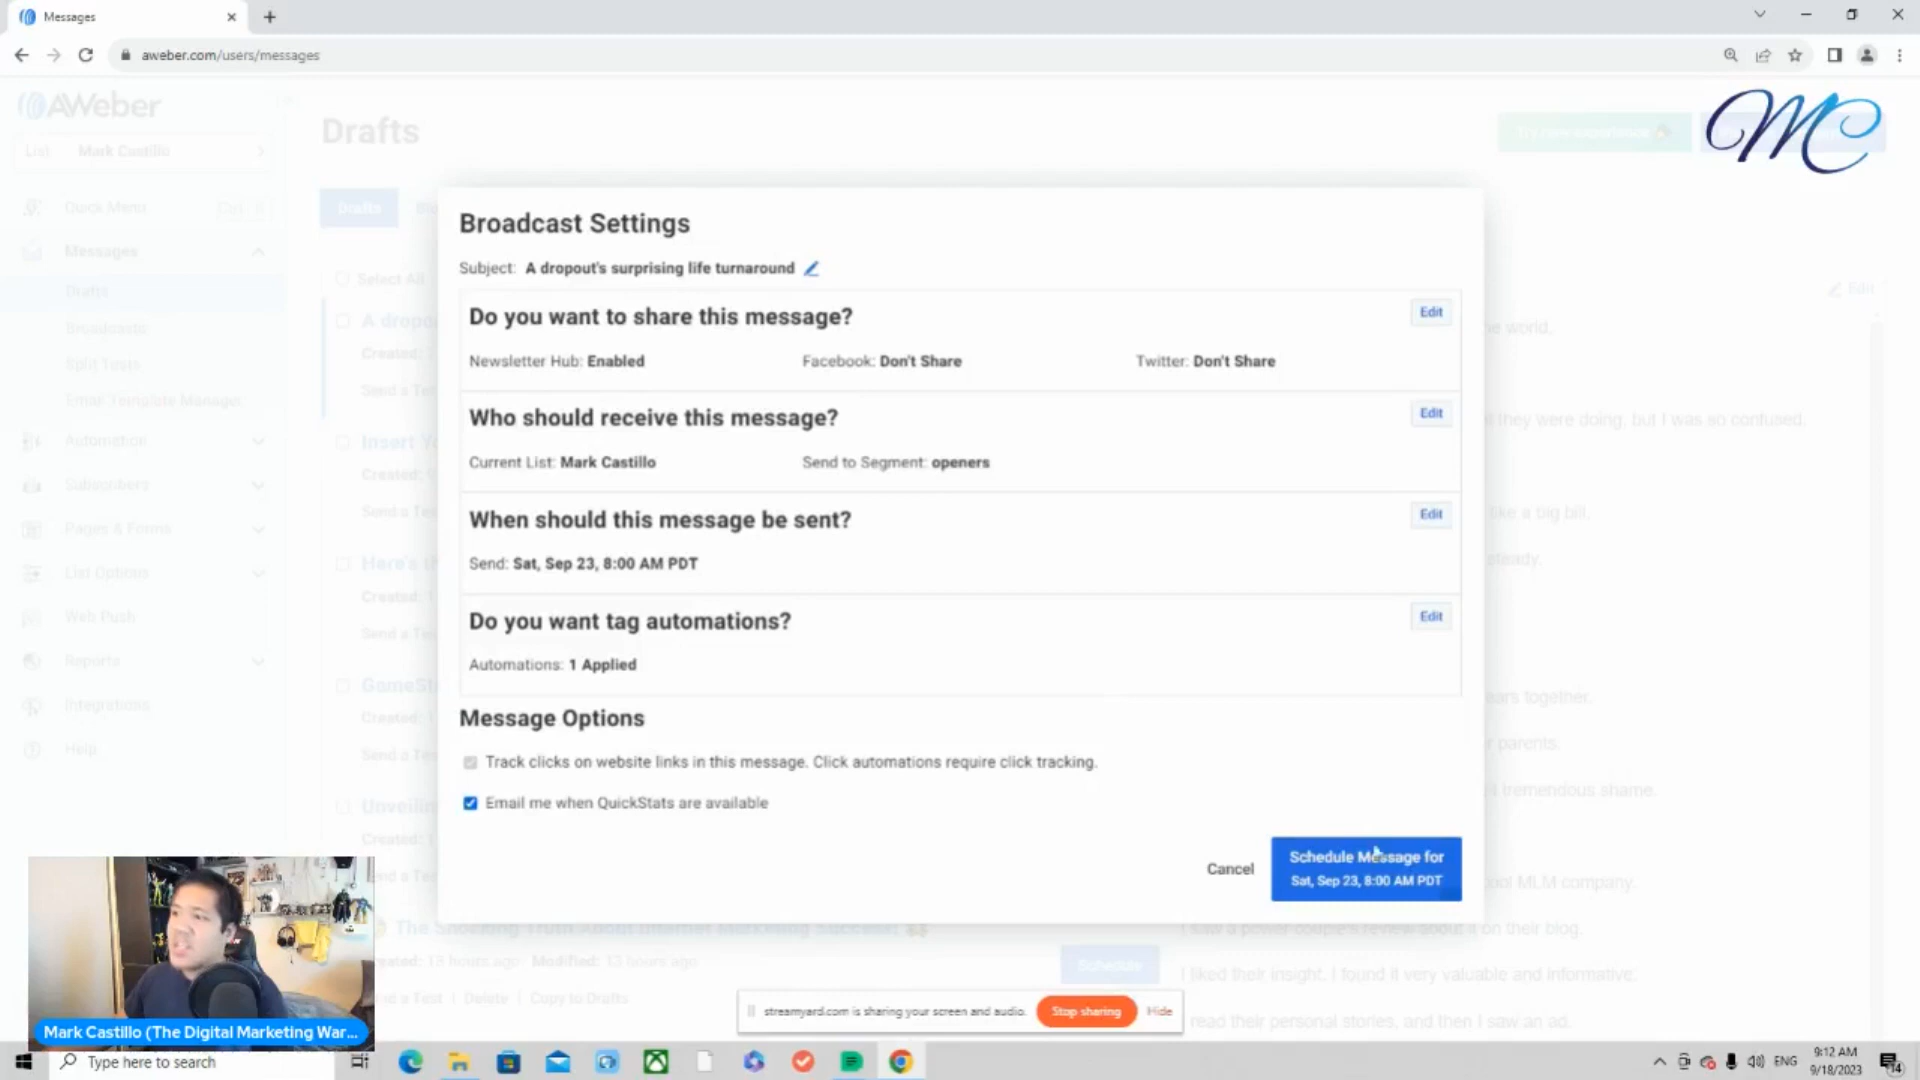 Messages
aweber.com/users/messages
AWeber
List Mark Castillo
Quick Menu
Messages
Drafts
Broadcasts
Split Tests
Email Template Manager
Automation
Subscribers
Pages & Forms
List Options
Web Push
Reports
Integrations
Help
Drafts
MC
Drafts
Select All
Edit
A dropou
Created:
Send a Te
Insert Yo
Created:
Send a Te
Here's th
Created:
Send a Te
GameSt
Created:
Send a Te
Unveilin
Created:
nd a Te
The Shocking Truth About Internet Marketing Success!
eated: 13 hours ago Modified: 13 hours ago
nd a Test | Delete | Copy to Drafts
Schedule
Broadcast Settings
Subject: A dropout's surprising life turnaround
Do you want to share this message?
Edit
Newsletter Hub: Enabled Facebook: Don't Share Twitter: Don't Share
Who should receive this message?
Edit
Current List: Mark Castillo Send to Segment: openers
When should this message be sent?
Edit
Send: Sat, Sep 23, 8:00 AM PDT
Do you want tag automations?
Edit
Automations: 1 Applied
Message Options
Track clicks on website links in this message. Click automations require click tracking.
Email me when QuickStats are available
Cancel
Schedule Message for
Sat, Sep 23, 8:00 AM PDT
he world.
t they were doing, but I was so confused.
like a big bill.
steady.
ears together.
r parents.
t tremendous shame.
ool MLM company.
I saw a power couple's review about it on their blog.
I liked their insight. I found it very valuable and informative.
I read their personal stories, and then I saw an ad.
streamyard.com is sharing your screen and audio.
Stop sharing
Hide
Mark Castillo (The Digital Marketing War...
Type here to search
ENG
9:12 AM
9/18/2023
14